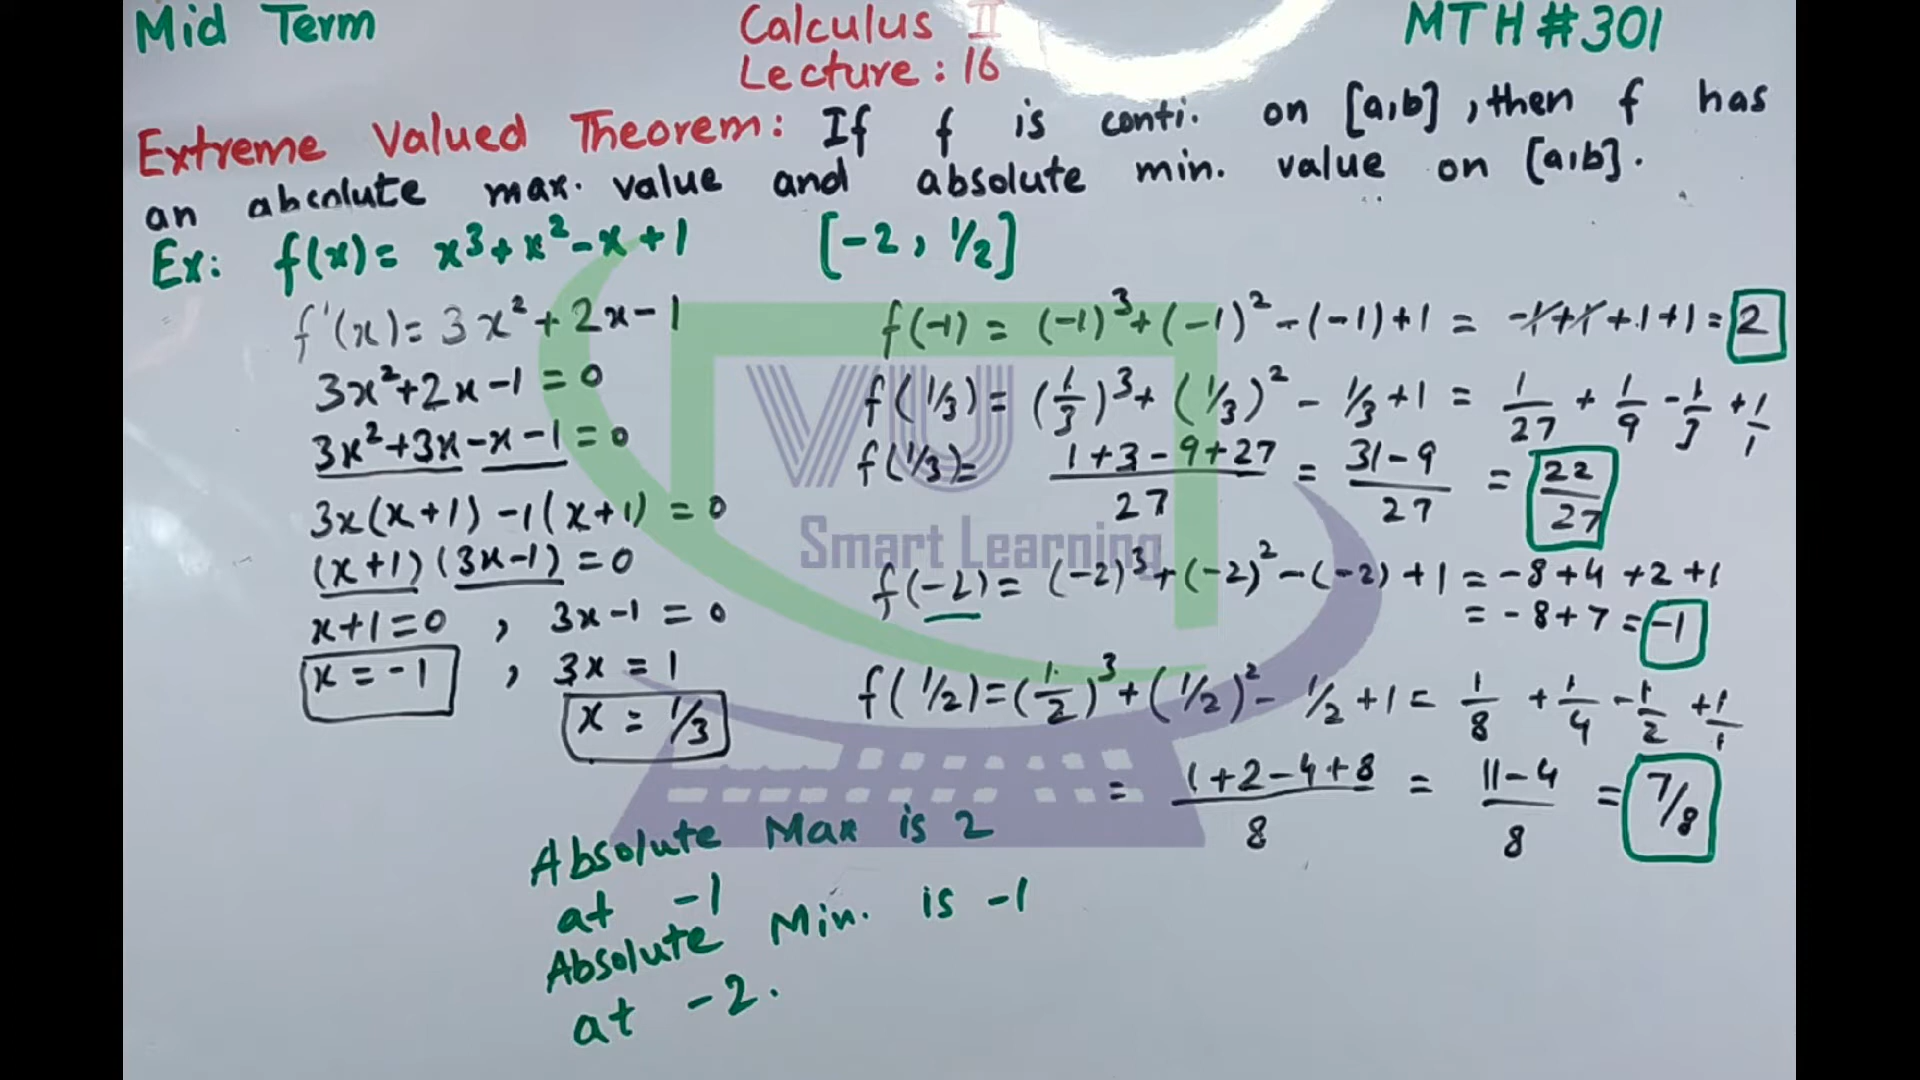 Mid Term
Calculus II
MTH#301
Lecture : 16
Extreme Valued Theorem: If f is conti. on [a,b], then f has
an absolute max. value and absolute min. value on [a,b].
Ex: f(x)= x³+x²-x+1 [-2, 1/2]
f'(x)= 3x²+2x-1
3x²+2x-1 = 0
3x²+3x-x-1 = 0
3x(x+1) -1(x+1) = 0
(x+1)(3x-1) = 0
x+1=0 , 3x-1 = 0
x = -1 , 3x = 1
x = 1/3
f(-1) = (-1)³+(-1)²-(-1)+1 = -1+1+1+1 = 2
f(1/3) = (1/3)³+(1/3)²-1/3+1 = 1/27 + 1/9 - 1/3 + 1/1
f(1/3)= 1+3-9+27/27 = 31-9/27 = 22/27
f(-2) = (-2)³+(-2)²-(-2)+1 = -8+4+2+1
= -8+7 = -1
f(1/2)=(1/2)³+(1/2)²-1/2+1 = 1/8 + 1/4 - 1/2 + 1/1
= 1+2-4+8/8 = 11-4/8 = 7/8
Absolute Max is 2
at -1
Absolute Min. is -1
at -2.
VU
Smart Learning